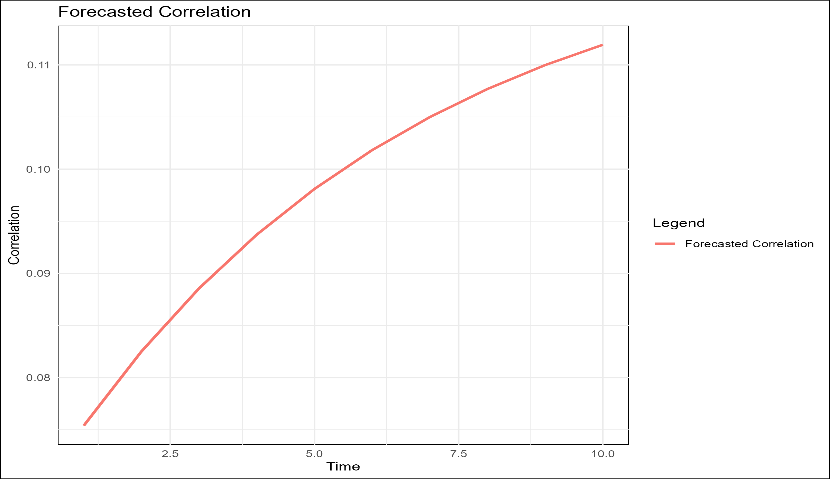 Forecasted Correlation
0.11
0.10
0.09
0.08
Correlation
2.5
5.0
7.5
10.0
Time
Legend
Forecasted Correlation